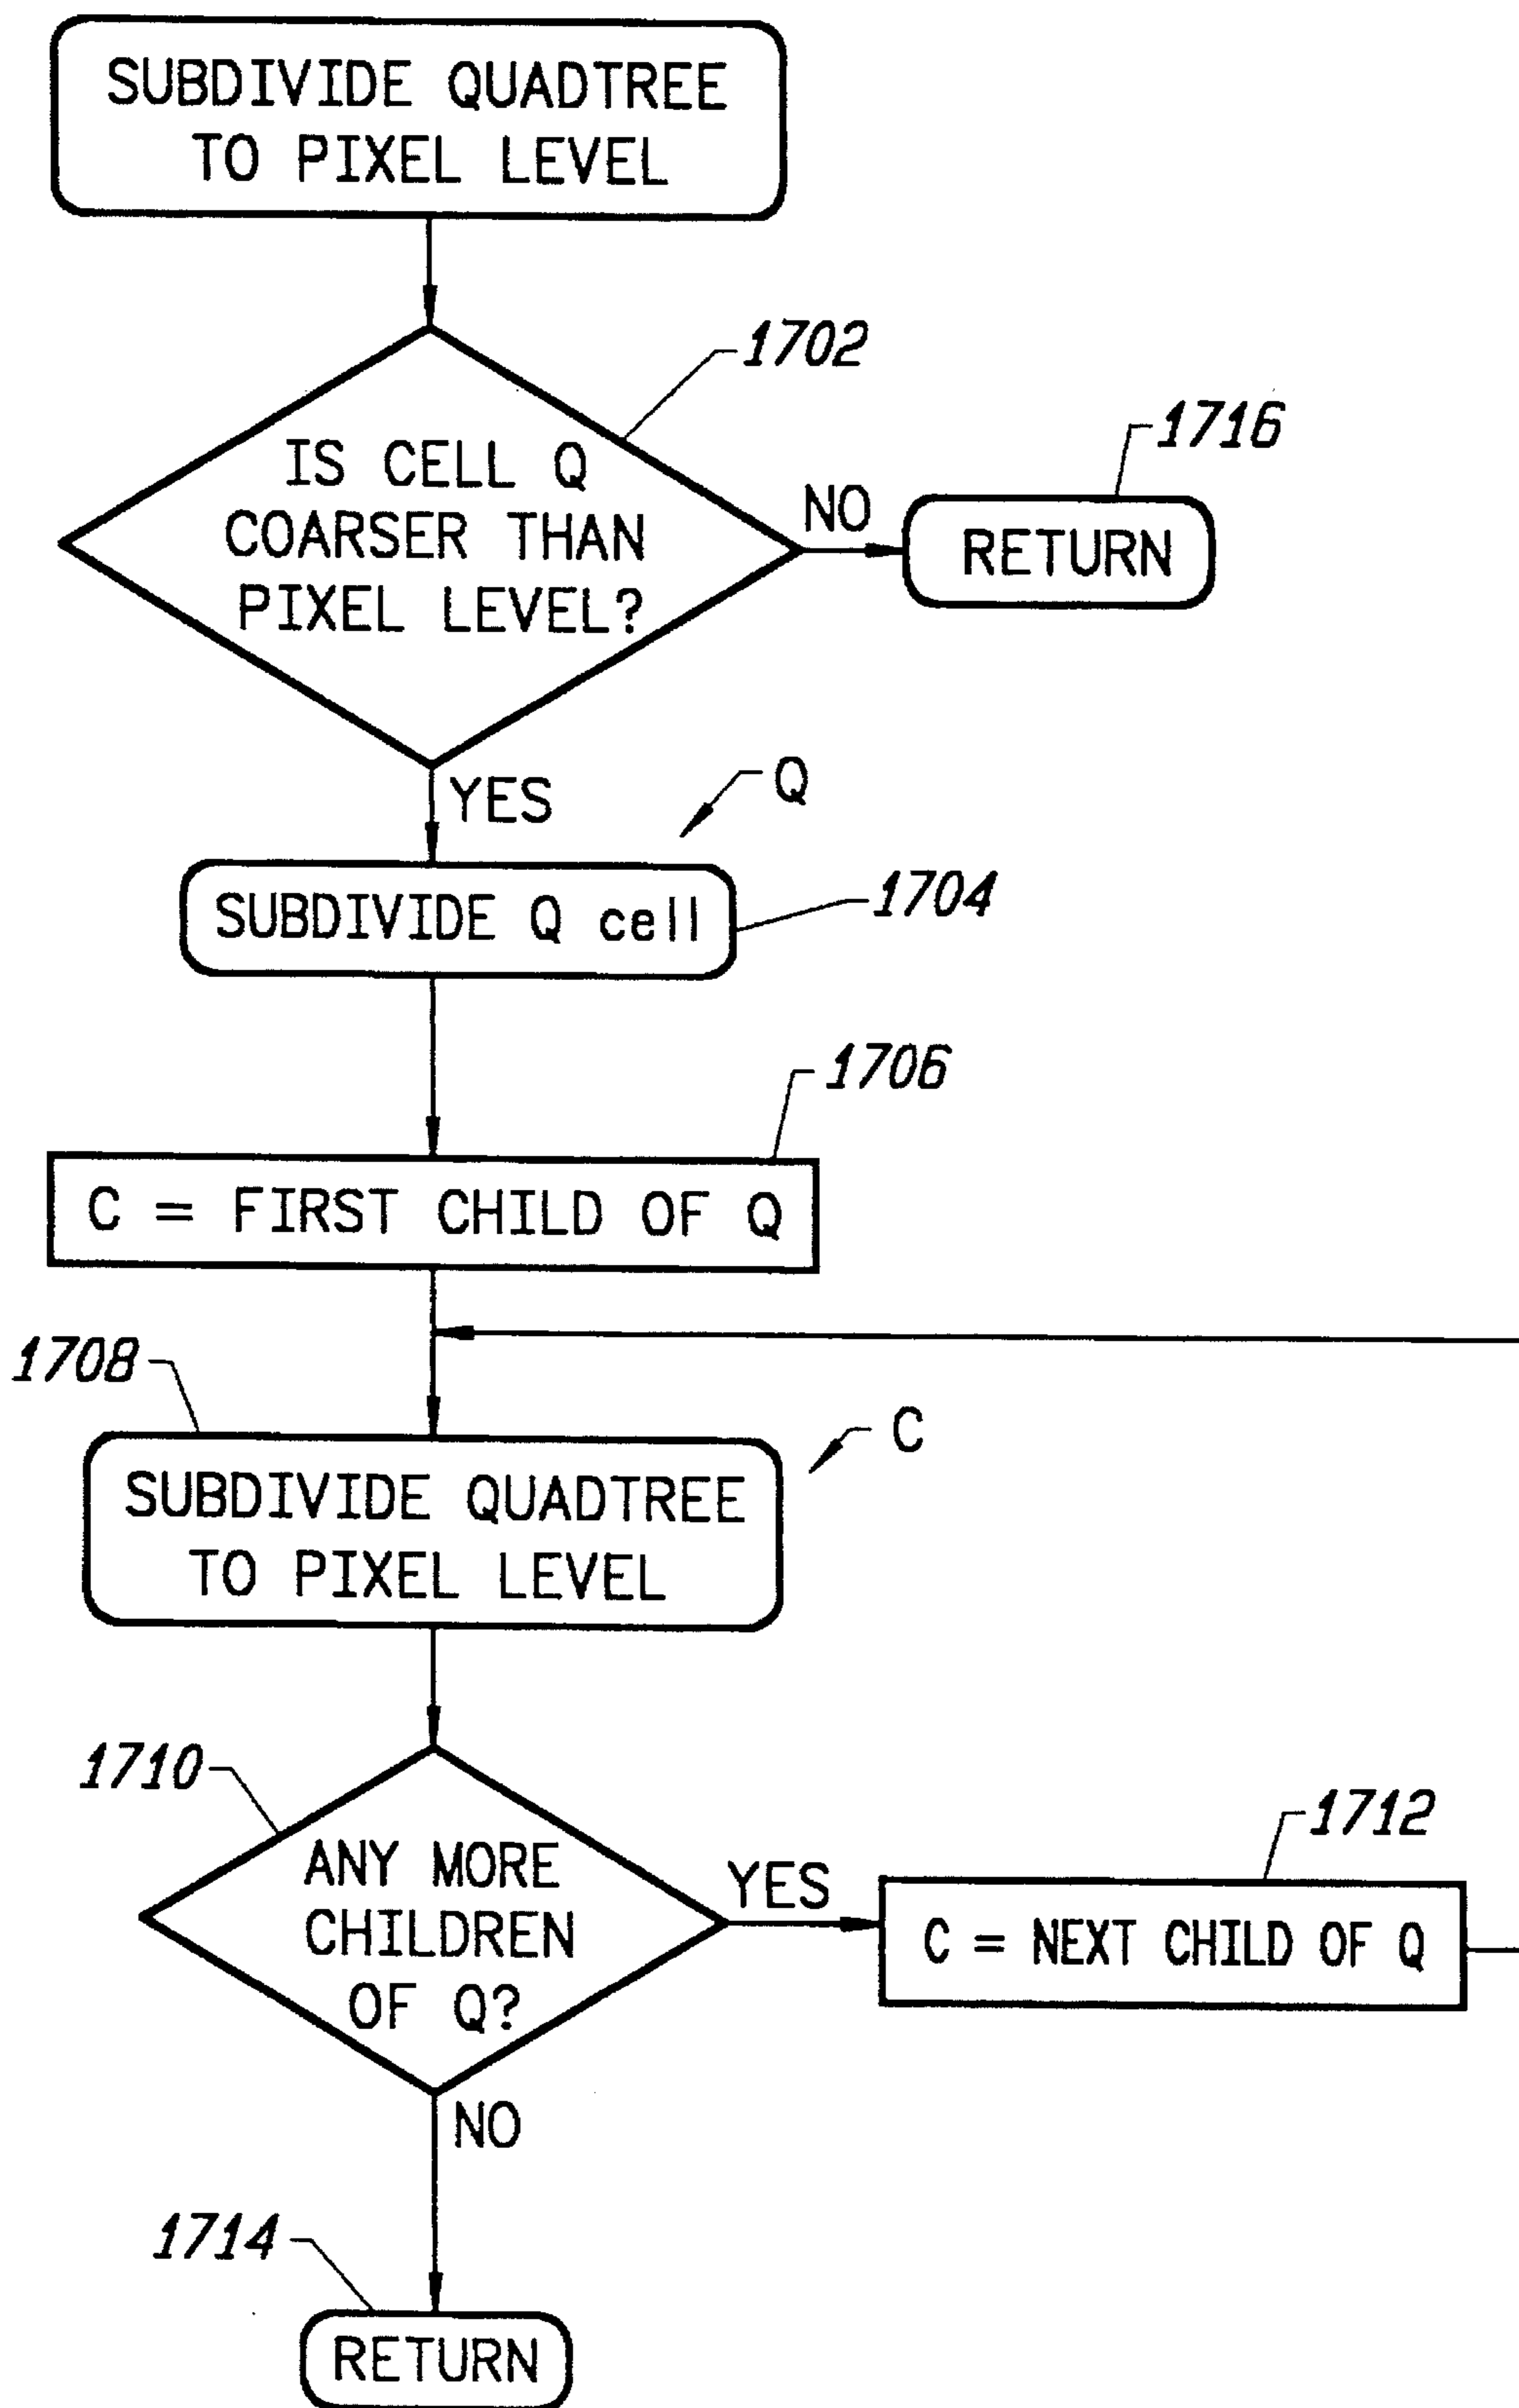 SUBDIVIDE QUADTREE
TO PIXEL LEVEL
1702
IS CELL Q
COARSER THAN
PIXEL LEVEL?
NO
1716
RETURN
YES
Q
SUBDIVIDE Q cell
1704
1706
C = FIRST CHILD OF Q
1708
C
SUBDIVIDE QUADTREE
TO PIXEL LEVEL
1710
ANY MORE
CHILDREN
OF Q?
YES
1712
C = NEXT CHILD OF Q
NO
1714
RETURN